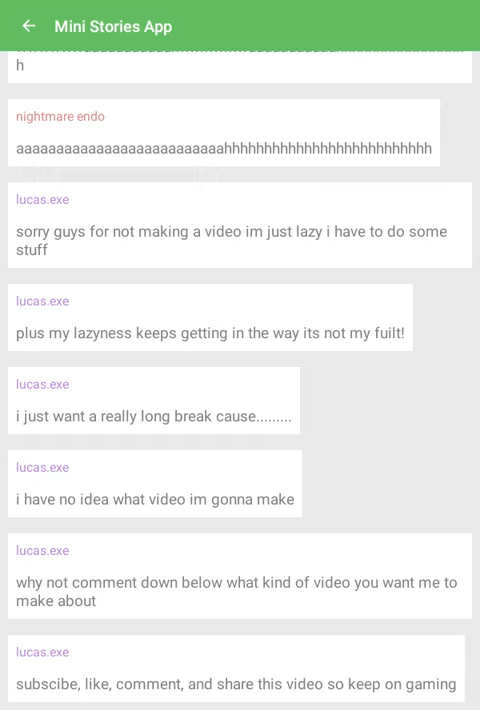 Mini Stories App
h
nightmare endo
aaaaaaaaaaaaaaaaaaaaaaaaaahhhhhhhhhhhhhhhhhhhhhhhhhh
lucas.exe
sorry guys for not making a video im just lazy i have to do some
stuff
lucas.exe
plus my lazyness keeps getting in the way its not my fuilt!
lucas.exe
i just want a really long break cause.........
lucas.exe
i have no idea what video im gonna make
lucas.exe
why not comment down below what kind of video you want me to
make about
lucas.exe
subscibe, like, comment, and share this video so keep on gaming